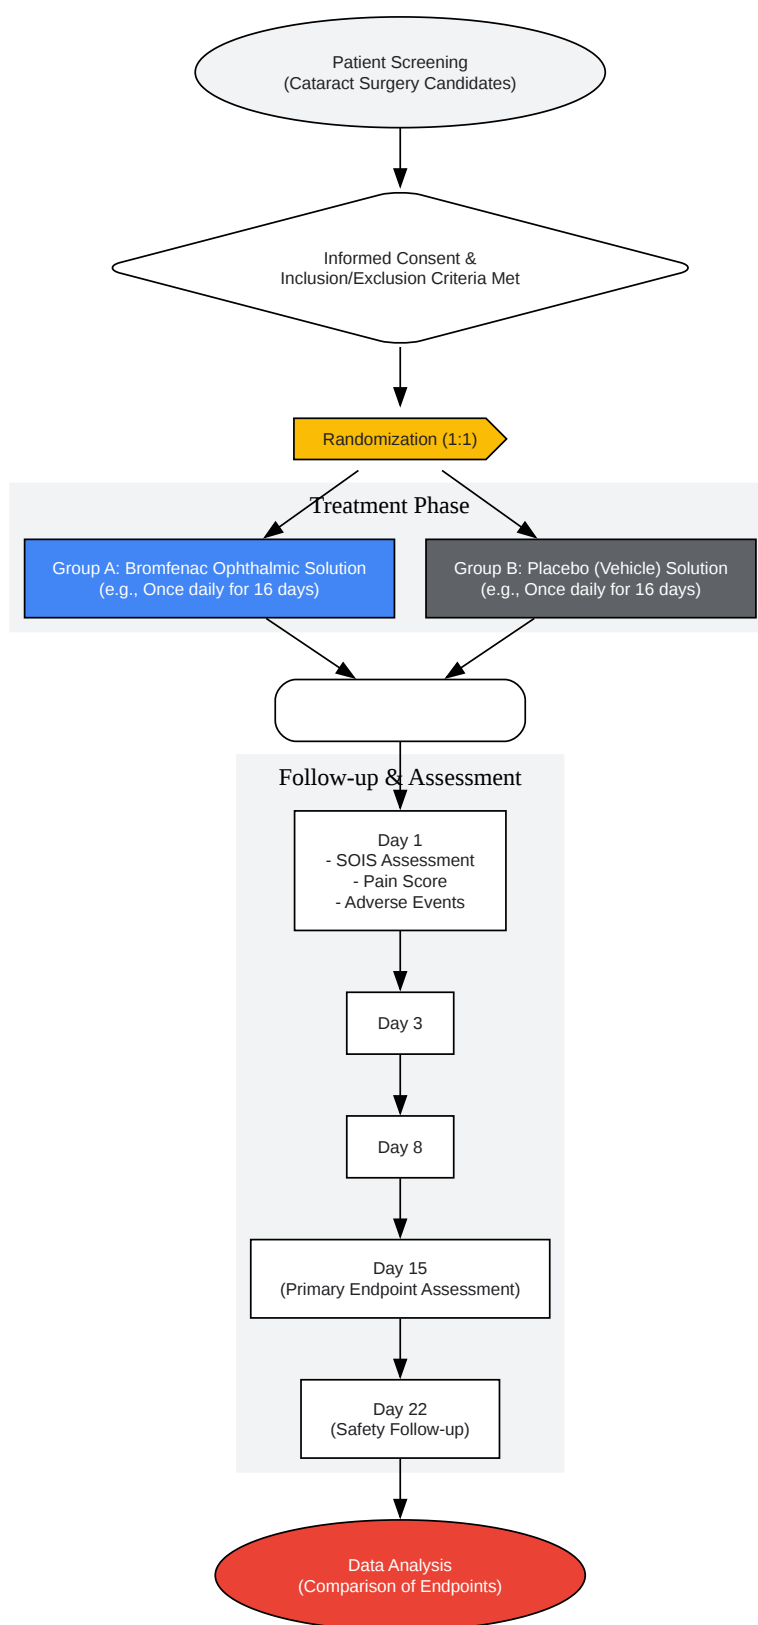 Patient Screening
(Cataract Surgery Candidates)
Informed Consent &
Inclusion/Exclusion Criteria Met
Randomization (1:1)
Treatment Phase
Group A: Bromfenac Ophthalmic Solution
(e.g., Once daily for 16 days)
Group B: Placebo (Vehicle) Solution
(e.g., Once daily for 16 days)
Follow-up & Assessment
Day 1
- SOIS Assessment
- Pain Score
- Adverse Events
Day 3
Day 8
Day 15
(Primary Endpoint Assessment)
Day 22
(Safety Follow-up)
Data Analysis
(Comparison of Endpoints)